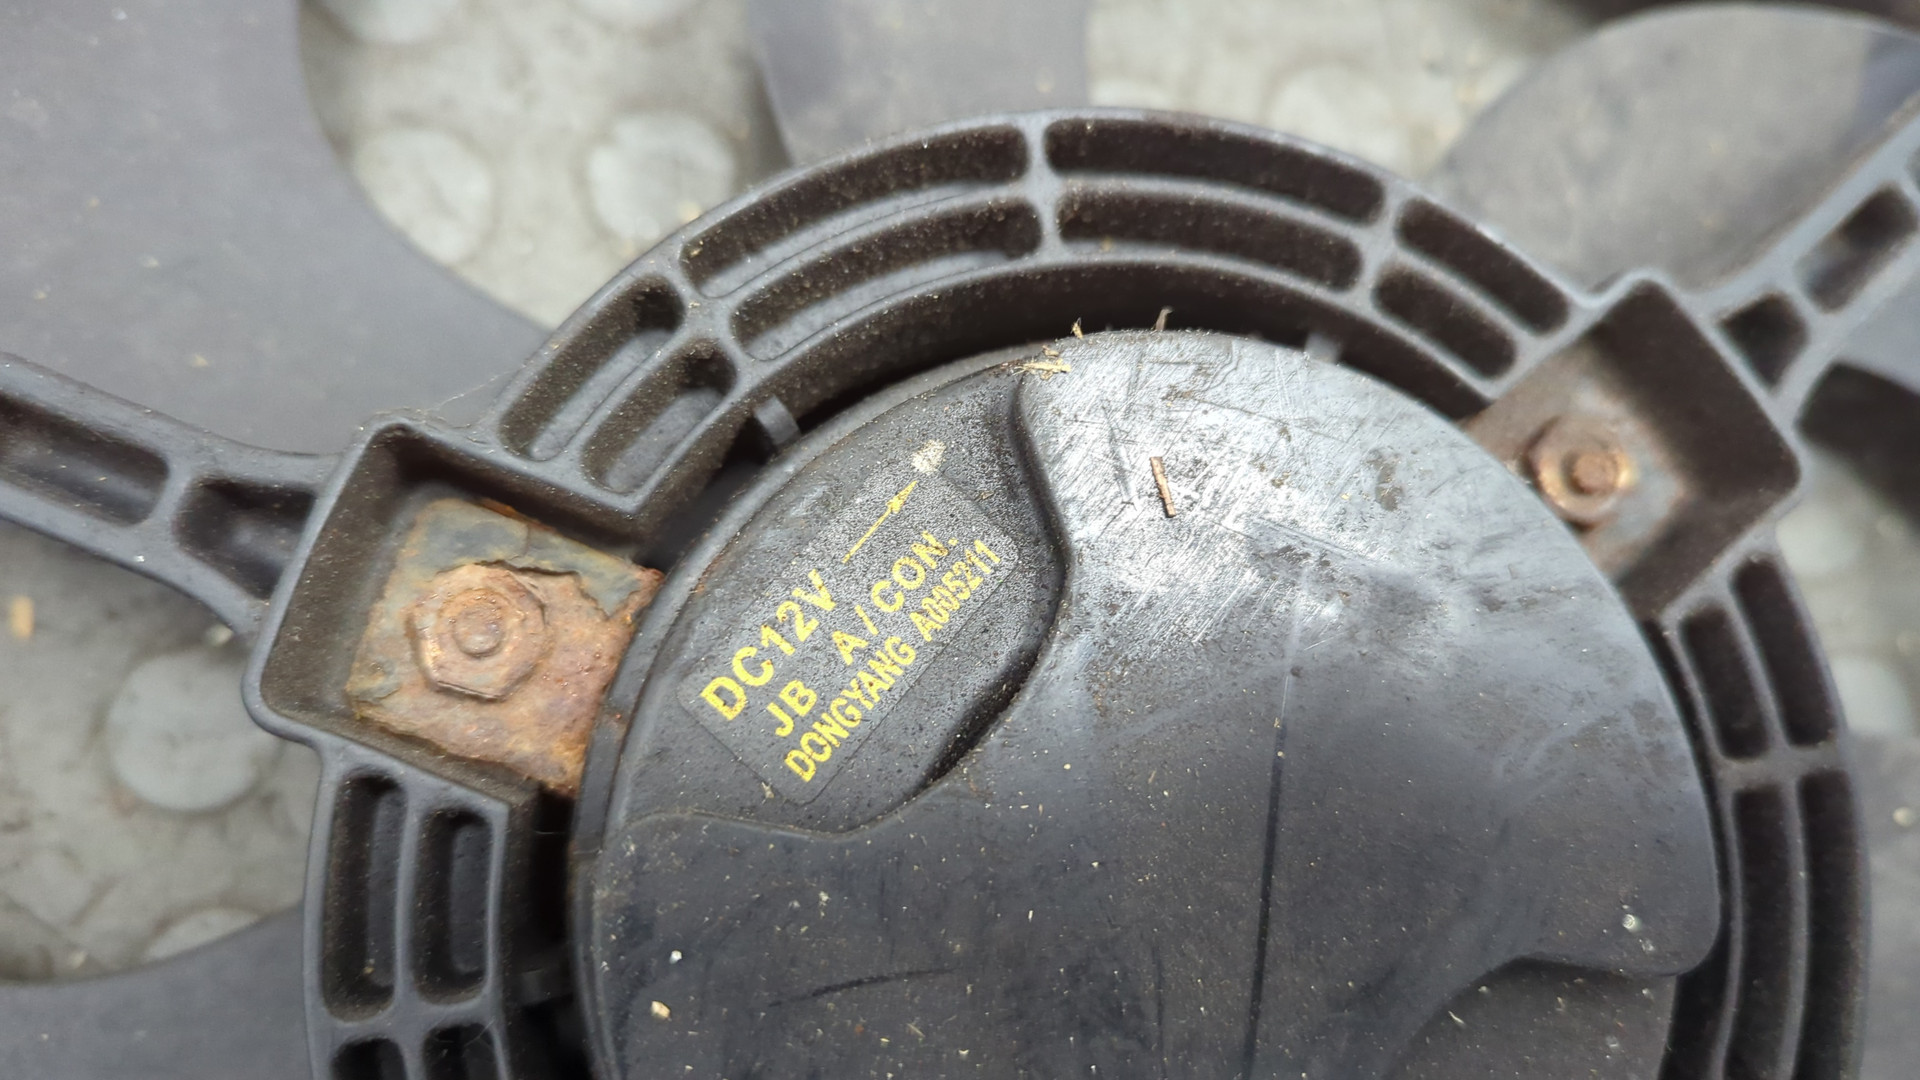 DC12V
JB A/CON.
DONGYANG A005211